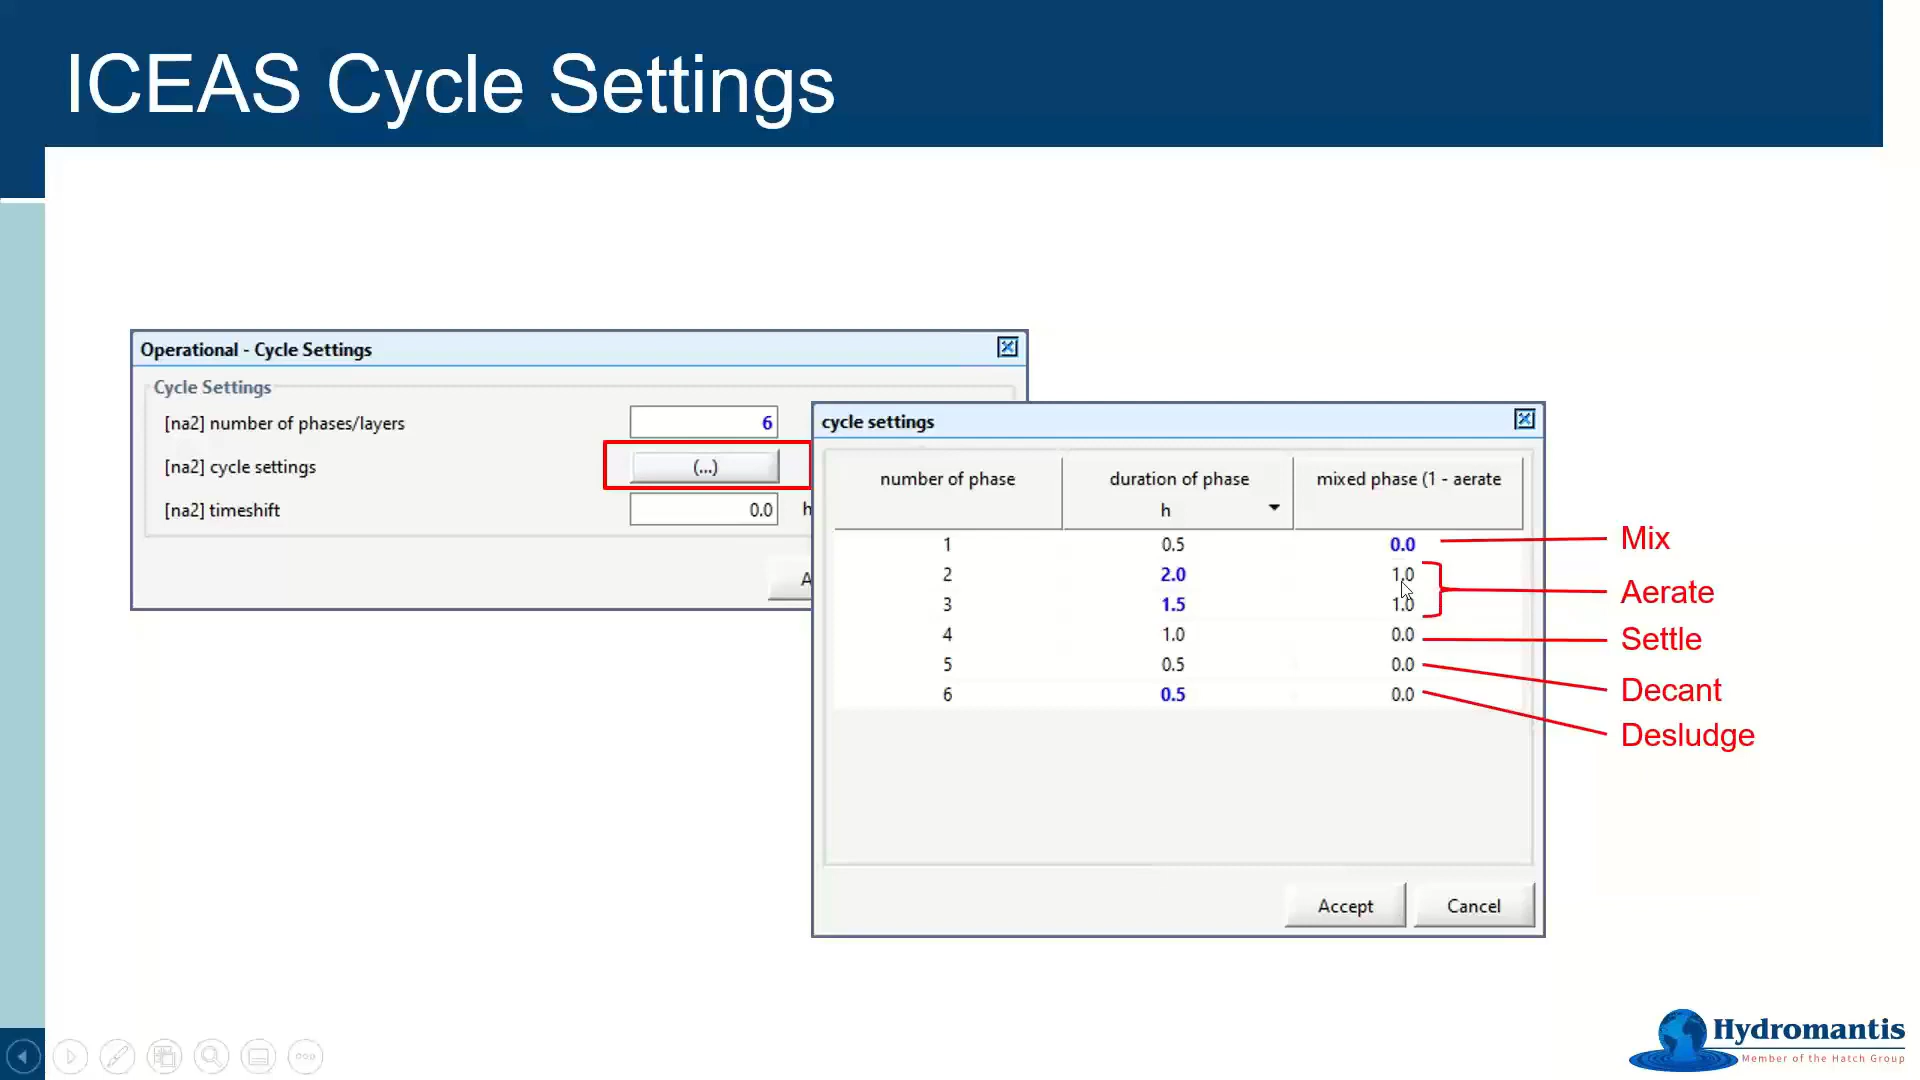 ICEAS Cycle Settings
Operational - Cycle Settings
Cycle Settings
[na2] number of phases/layers 6
[na2] cycle settings (...)
[na2] timeshift 0.0 h
A
cycle settings
number of phase duration of phase mixed phase (1 - aerate
h
1 0.5 0.0 Mix
2 2.0 1.0
Aerate
3 1.5 1.0
4 1.0 0.0 Settle
5 0.5 0.0 Decant
6 0.5 0.0 Desludge
Accept Cancel
Hydromantis
Member of the Hatch Group